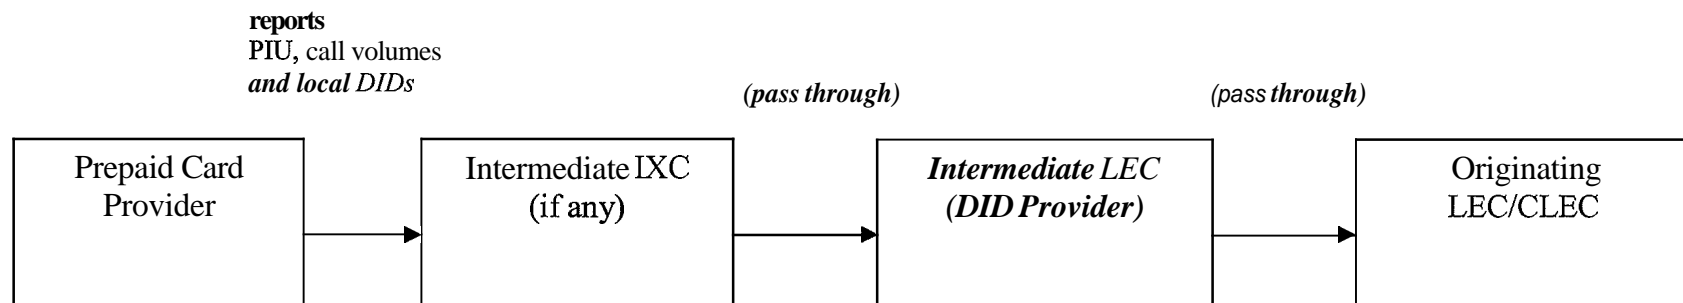 reports
PIU, call volumes
and local DIDs
(pass through)
(pass through)
Prepaid Card
Provider
Intermediate IXC
(if any)
Intermediate LEC
(DID Provider)
Originating
LEC/CLEC